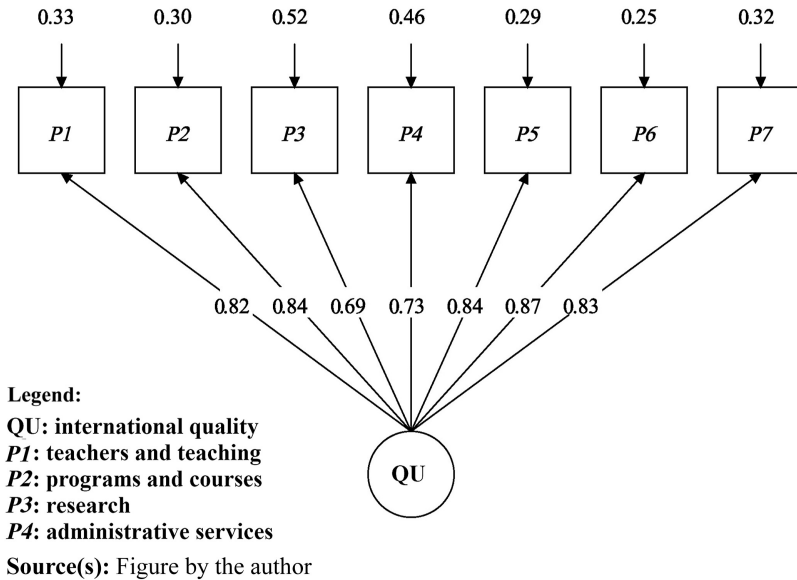 0.33 0.30 0.52 0.46 0.29 0.25 0.32
P1 P2 P3 P4 P5 P6 P7
0.82 0.84 0.69 0.73 0.84 0.87 0.83
Legend:
QU: international quality
P1: teachers and teaching
P2: programs and courses
P3: research
P4: administrative services
QU
Source(s): Figure by the author